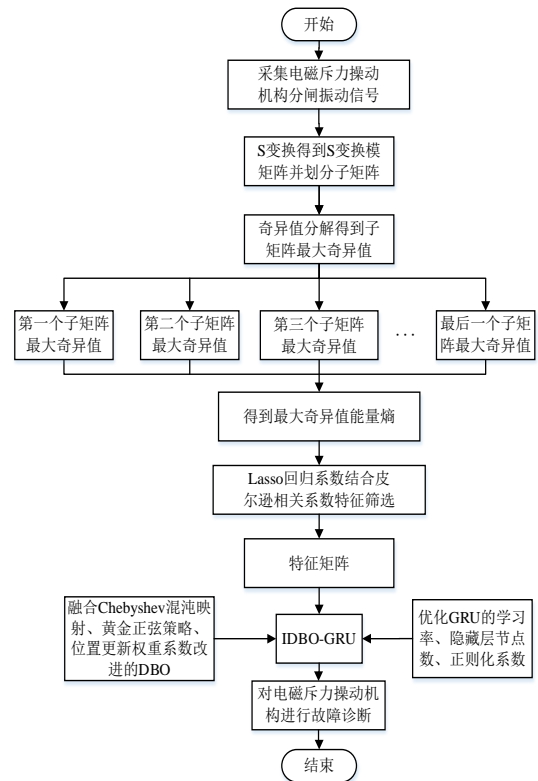 开始
采集电磁斥力操动
机构分闸振动信号
S变换得到S变换模
矩阵并划分子矩阵
奇异值分解得到子
矩阵最大奇异值
第一个子矩阵
最大奇异值
第二个子矩阵
最大奇异值
第三个子矩阵
最大奇异值
...
最后一个子矩
阵最大奇异值
得到最大奇异值能量熵
Lasso回归系数结合皮
尔逊相关系数特征筛选
特征矩阵
融合Chebyshev混沌映
射、黄金正弦策略、
位置更新权重系数改
进的DBO
IDBO-GRU
优化GRU的学习
率、隐藏层节点
数、正则化系数
对电磁斥力操动机
构进行故障诊断
结束